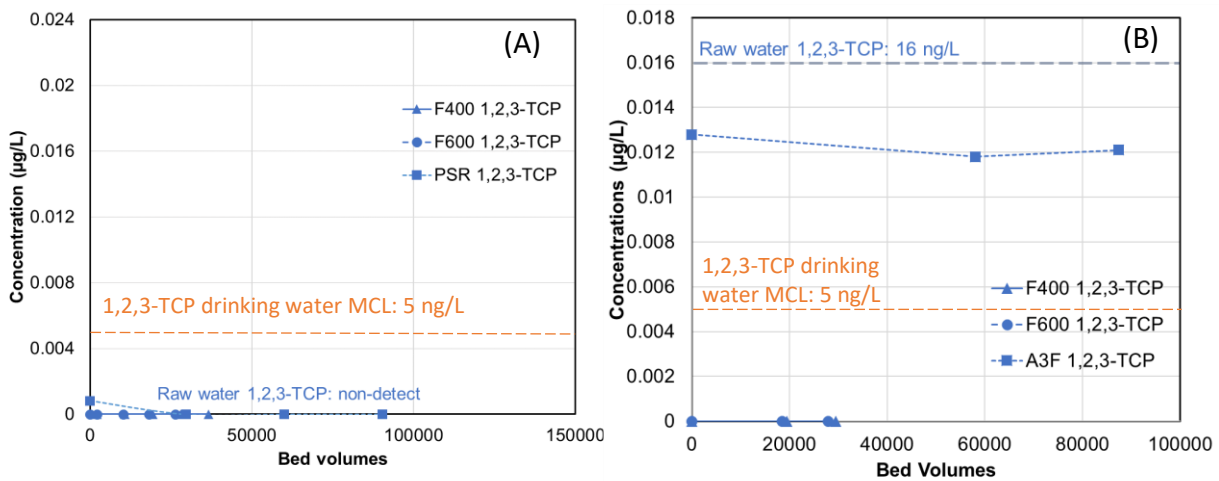 (A)
0.024
0.02
0.016
0.012
0.008
0.004
0
Concentration (µg/L)
F400 1,2,3-TCP
F600 1,2,3-TCP
PSR 1,2,3-TCP
1,2,3-TCP drinking water MCL: 5 ng/L
Raw water 1,2,3-TCP: non-detect
0 50000 100000 150000
Bed volumes
(B)
0.018
0.016
0.014
0.012
0.01
0.008
0.006
0.004
0.002
0
Concentrations (µg/L)
Raw water 1,2,3-TCP: 16 ng/L
1,2,3-TCP drinking
water MCL: 5 ng/L
F400 1,2,3-TCP
F600 1,2,3-TCP
A3F 1,2,3-TCP
0 20000 40000 60000 80000 100000
Bed Volumes